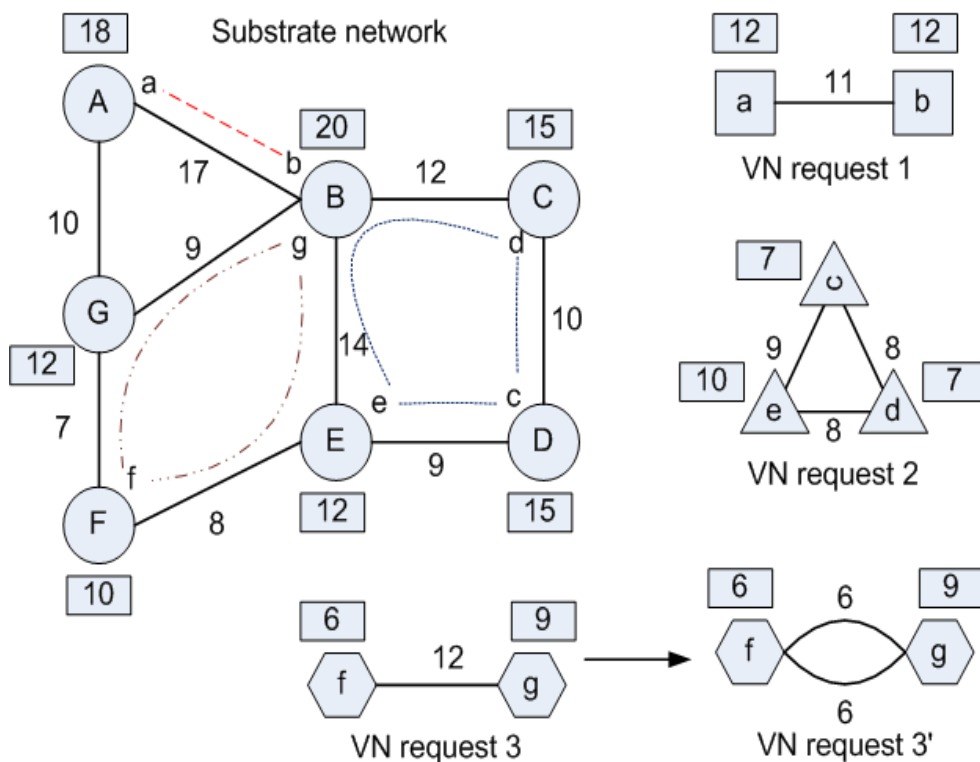 18
Substrate network
A
a
17
b
10
9
G
12
7
g
f
F
10
8
20
B
12
15
C
d
14
10
e
c
E
9
D
12
15
12
12
a
11
b
VN request 1
7
c
9
8
10
7
e
8
d
VN request 2
6
9
f
12
g
VN request 3
6
6
9
f
g
6
VN request 3'